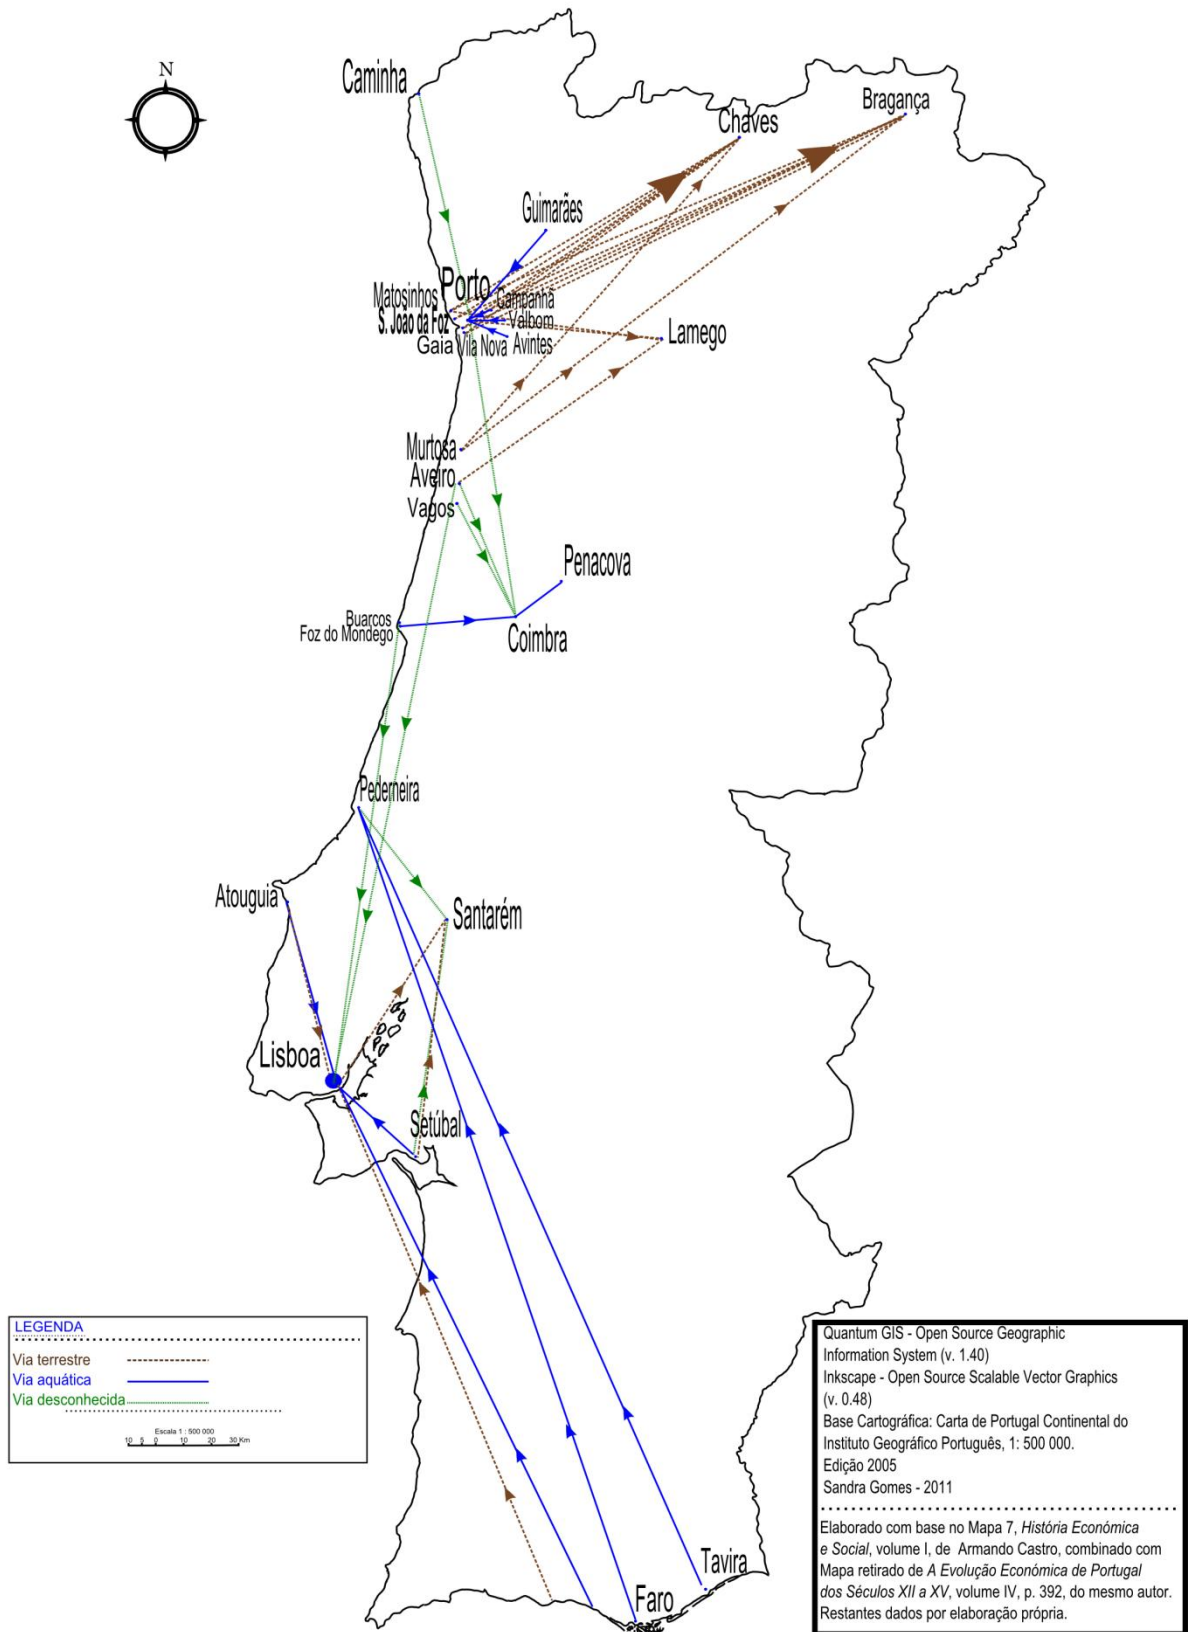 N
Caminha
Bragança
Chaves
Guimarães
Porto
Matosinhos
Campanhã
S. João da Foz
Valbom
Gaia
Vila Nova
Avintes
Lamego
Murtosa
Aveiro
Vagos
Penacova
Buarcos
Foz do Mondego
Coimbra
Pederneira
Atouguia
Santarém
Lisboa
Setúbal
Tavira
Faro
LEGENDA
Via terrestre
Via aquática
Via desconhecida
Escala 1 : 500 000
10 5 0 10 20 30 Km
Quantum GIS - Open Source Geographic
Information System (v. 1.40)
Inkscape - Open Source Scalable Vector Graphics
(v. 0.48)
Base Cartográfica: Carta de Portugal Continental do
Instituto Geográfico Português, 1: 500 000.
Edição 2005
Sandra Gomes - 2011
Elaborado com base no Mapa 7, História Económica
e Social, volume I, de Armando Castro, combinado com
Mapa retirado de A Evolução Económica de Portugal
dos Séculos XII a XV, volume IV, p. 392, do mesmo autor.
Restantes dados por elaboração própria.